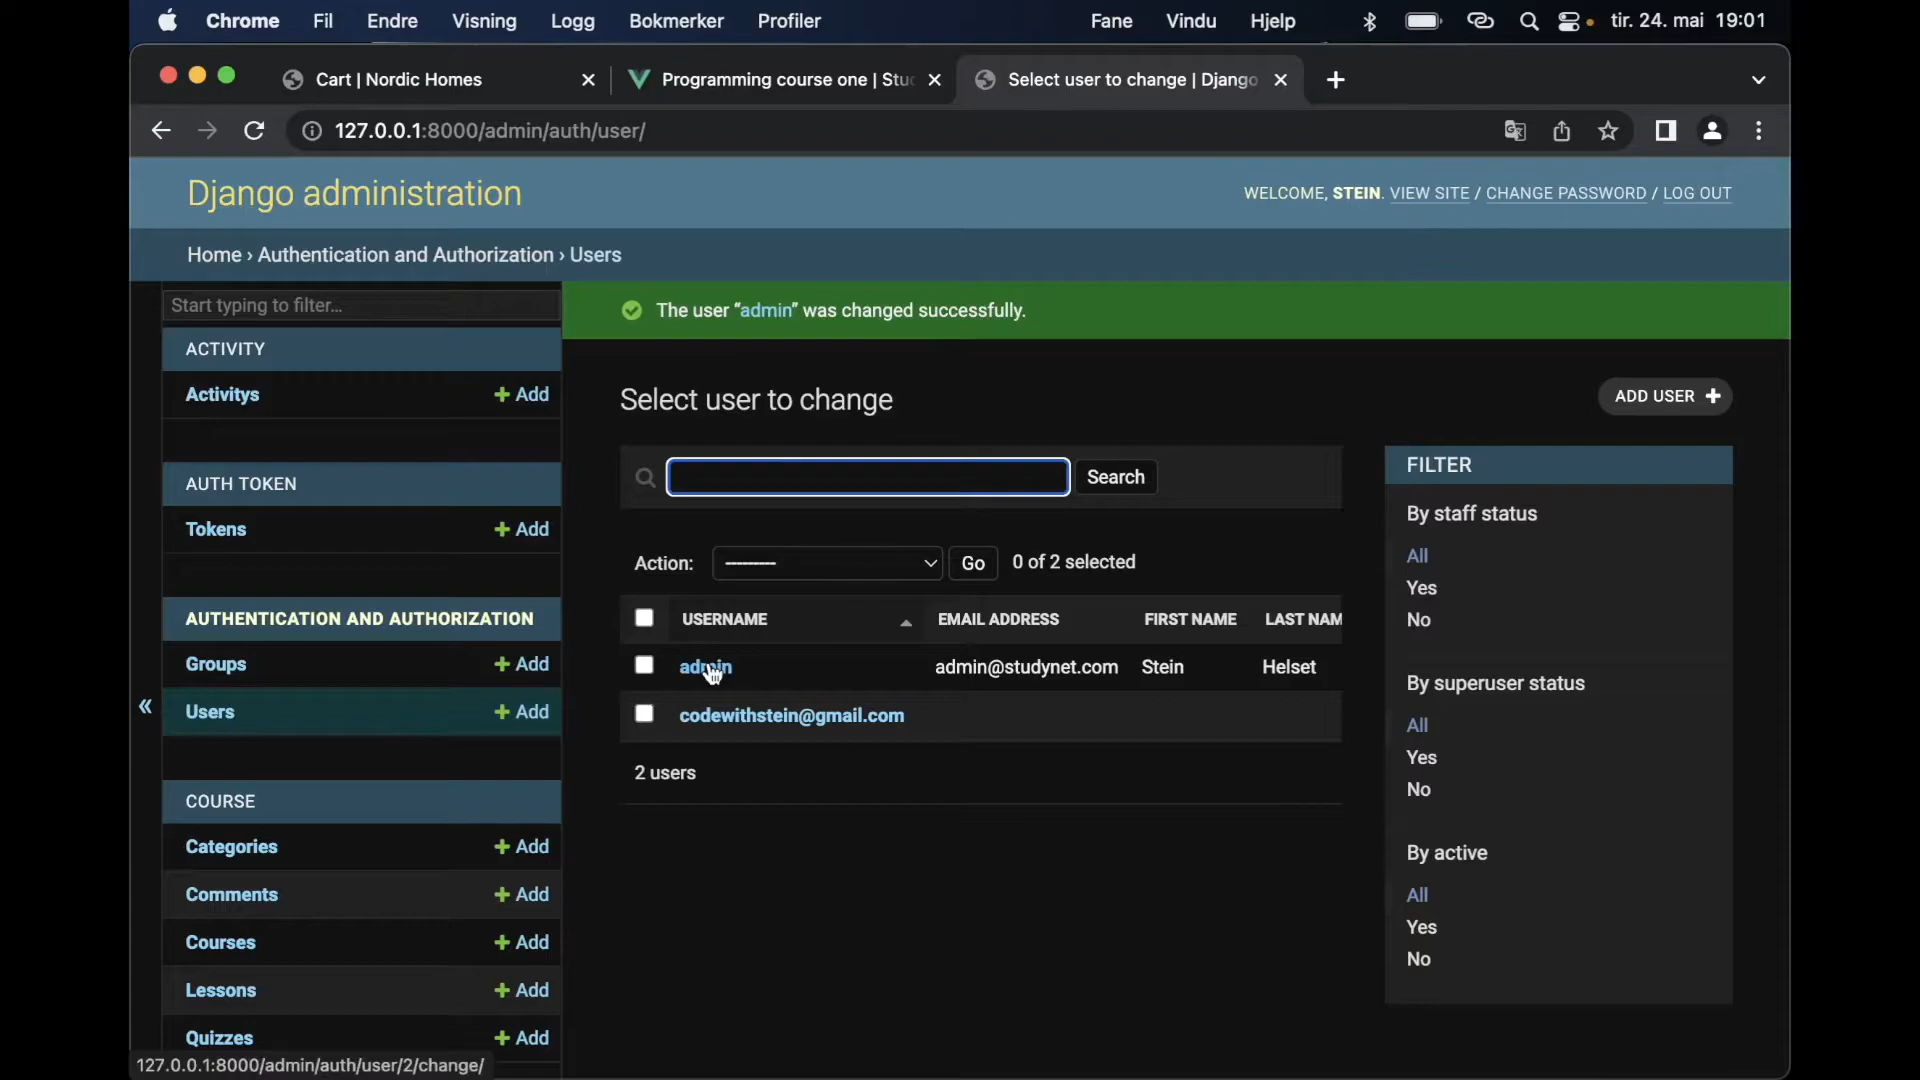 Chrome Fil Endre Visning Logg Bokmerker Profiler Fane Vindu Hjelp tir. 24. mai 19:01
Cart | Nordic Homes Programming course one | Stu Select user to change | Django
127.0.0.1:8000/admin/auth/user/
Django administration
WELCOME, STEIN. VIEW SITE / CHANGE PASSWORD / LOG OUT
Home › Authentication and Authorization › Users
Start typing to filter...
ACTIVITY
Activitys + Add
AUTH TOKEN
Tokens + Add
AUTHENTICATION AND AUTHORIZATION
Groups + Add
« Users + Add
COURSE
Categories + Add
Comments + Add
Courses + Add
Lessons + Add
Quizzes + Add
127.0.0.1:8000/admin/auth/user/2/change/
The user “admin” was changed successfully.
Select user to change
ADD USER +
Search
Action: --------- Go 0 of 2 selected
USERNAME EMAIL ADDRESS FIRST NAME LAST NAM
admin admin@studynet.com Stein Helset
codewithstein@gmail.com
2 users
FILTER
By staff status
All
Yes
No
By superuser status
All
Yes
No
By active
All
Yes
No